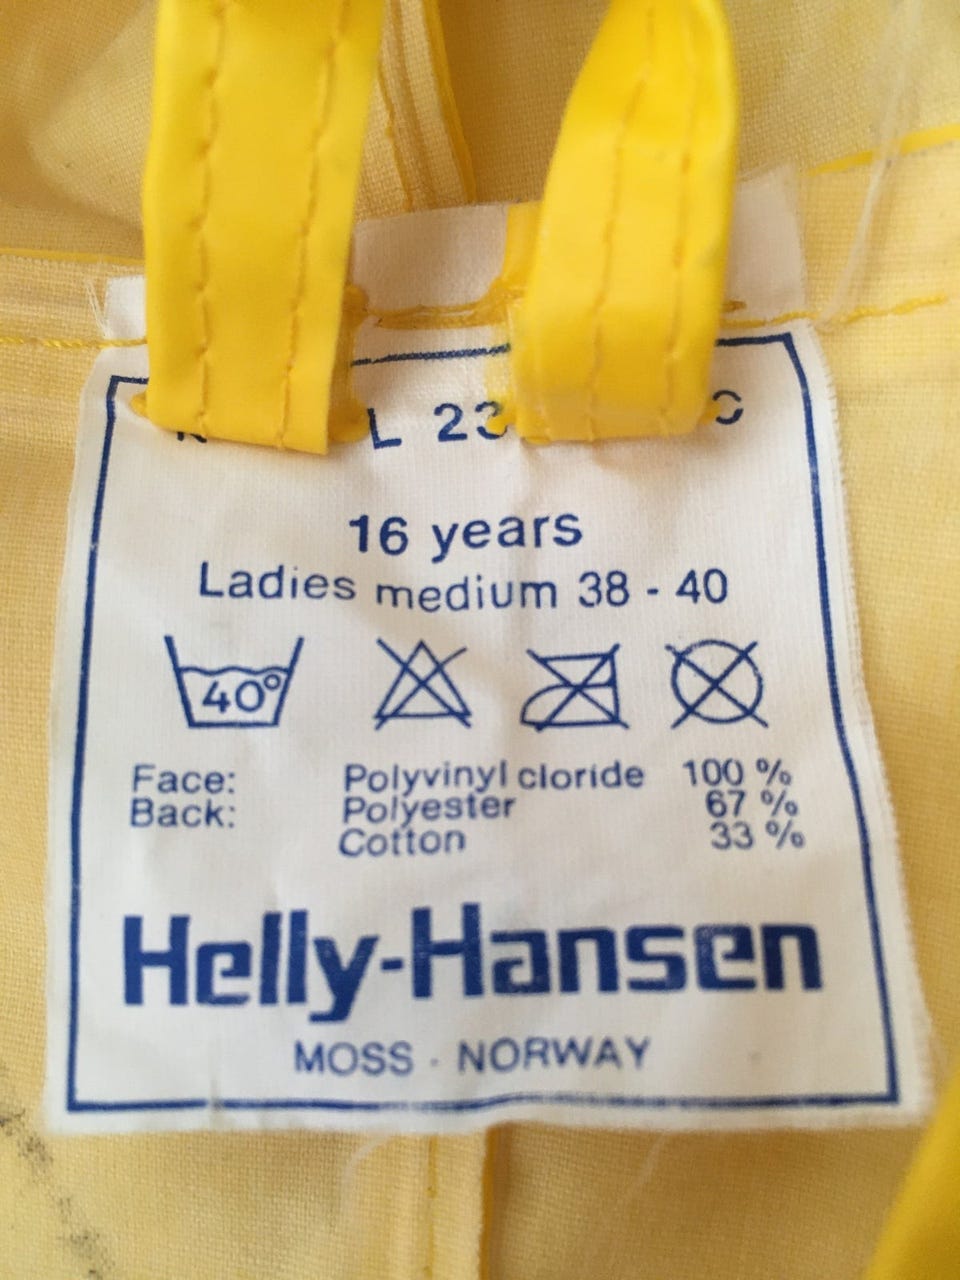 L 23
16 years
Ladies medium 38 - 40
40°
Face: Polyvinyl cloride 100 %
Back: Polyester 67 %
Cotton 33 %
Helly-Hansen
MOSS · NORWAY